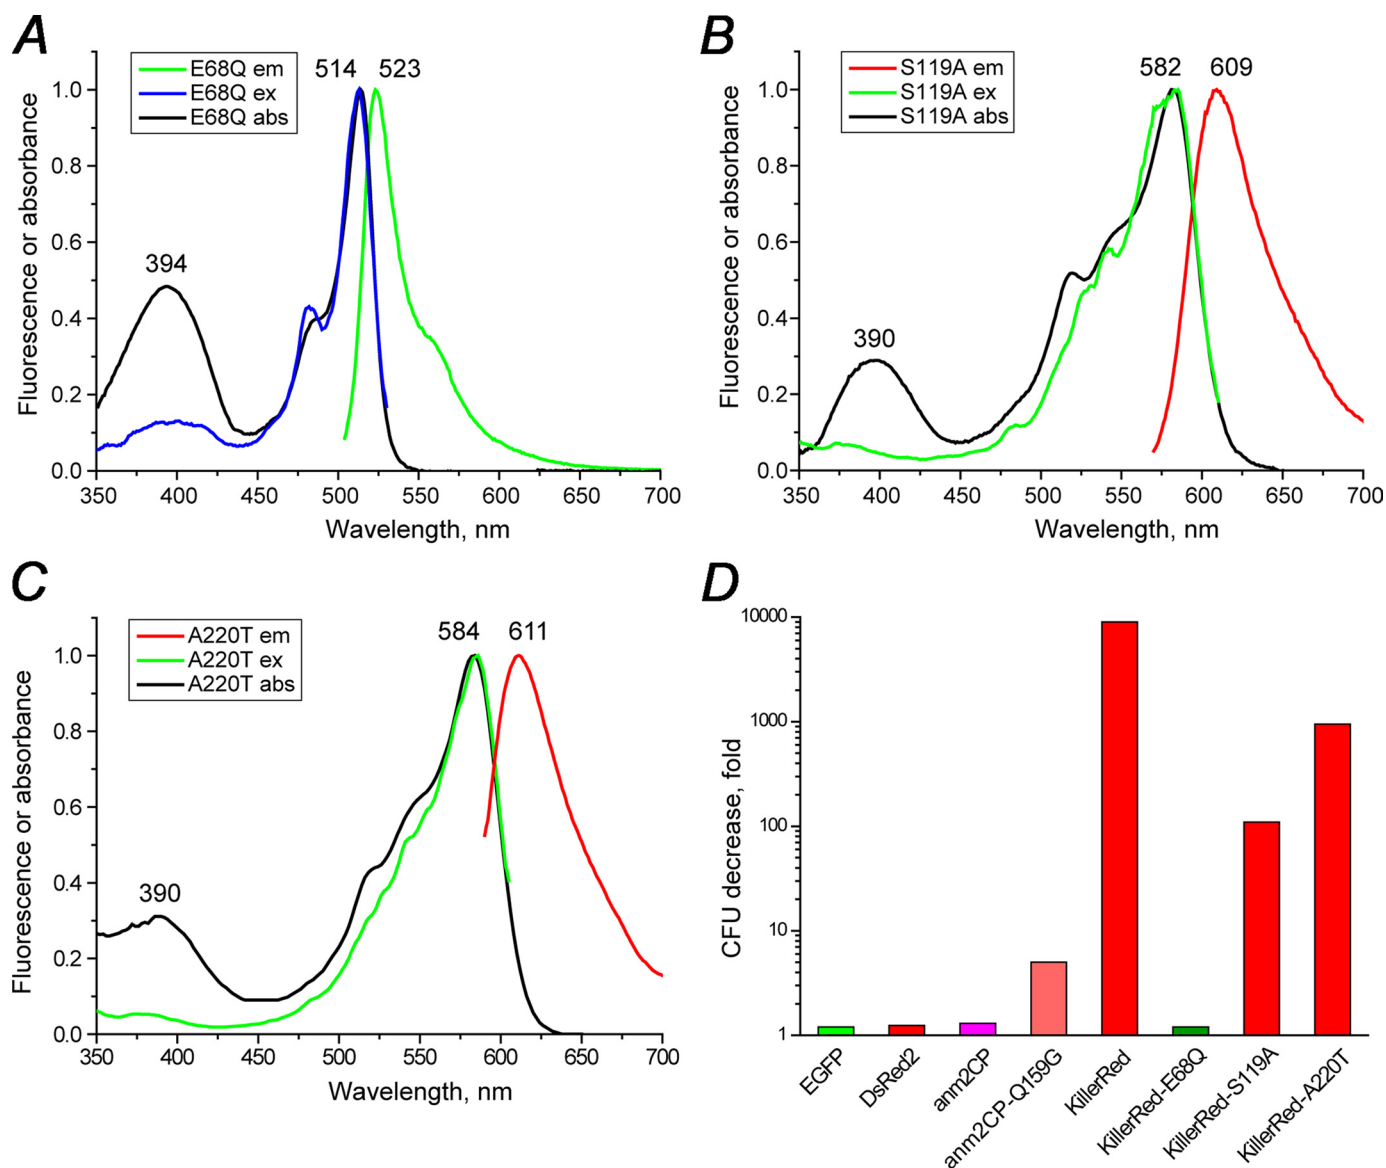 A
E68Q em
E68Q ex
E68Q abs
514
523
394
Fluorescence or absorbance
1.0
0.8
0.6
0.4
0.2
0.0
350 400 450 500 550 600 650 700
Wavelength, nm
B
S119A em
S119A ex
S119A abs
582
609
390
Fluorescence or absorbance
1.0
0.8
0.6
0.4
0.2
0.0
350 400 450 500 550 600 650 700
Wavelength, nm
C
A220T em
A220T ex
A220T abs
584
611
390
Fluorescence or absorbance
1.0
0.8
0.6
0.4
0.2
0.0
350 400 450 500 550 600 650 700
Wavelength, nm
D
CFU decrease, fold
10000
1000
100
10
1
EGFP
DsRed2
anm2CP
anm2CP-Q159G
KillerRed
KillerRed-E68Q
KillerRed-S119A
KillerRed-A220T